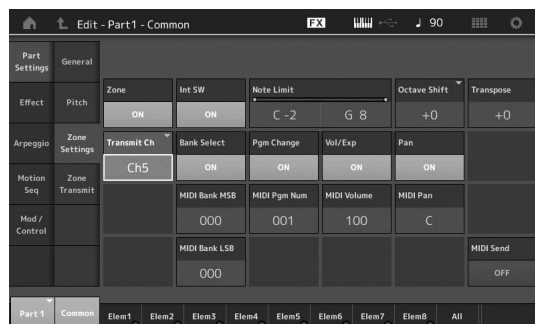 Edit - Part1 - Common
FX
♩ 90
Part Settings
General
Effect
Pitch
Arpeggio
Zone Settings
Motion Seq
Zone Transmit
Mod / Control
Zone
ON
Int SW
ON
Note Limit
C -2
G 8
Octave Shift
+0
Transpose
+0
Transmit Ch
Ch5
Bank Select
ON
Pgm Change
ON
Vol/Exp
ON
Pan
ON
MIDI Bank MSB
000
MIDI Pgm Num
001
MIDI Volume
100
MIDI Pan
C
MIDI Bank LSB
000
MIDI Send
OFF
Part 1
Common
Elem1
Elem2
Elem3
Elem4
Elem5
Elem6
Elem7
Elem8
All